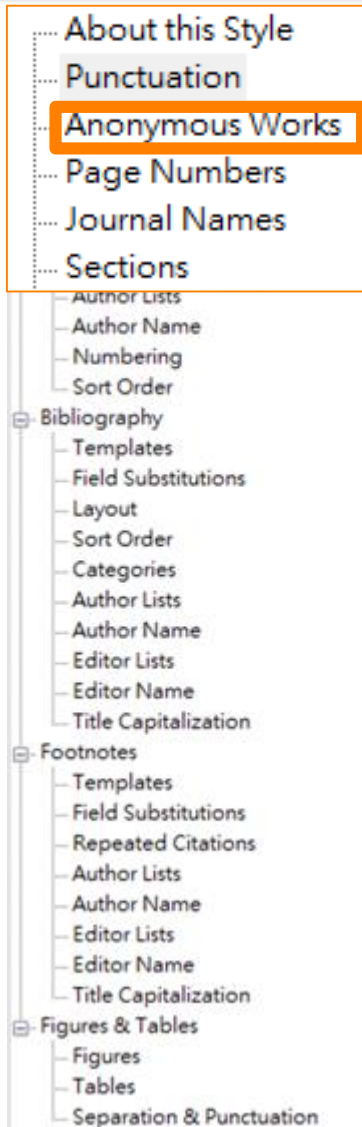 About this Style
Punctuation
Anonymous Works
Page Numbers
Journal Names
Sections
Author Lists
Author Name
Numbering
Sort Order
Bibliography
Templates
Field Substitutions
Layout
Sort Order
Categories
Author Lists
Author Name
Editor Lists
Editor Name
Title Capitalization
Footnotes
Templates
Field Substitutions
Repeated Citations
Author Lists
Author Name
Editor Lists
Editor Name
Title Capitalization
Figures & Tables
Figures
Tables
Separation & Punctuation